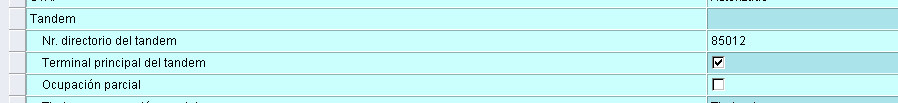 Tandem
Nr. directorio del tandem 85012
Terminal principal del tandem
Ocupación parcial